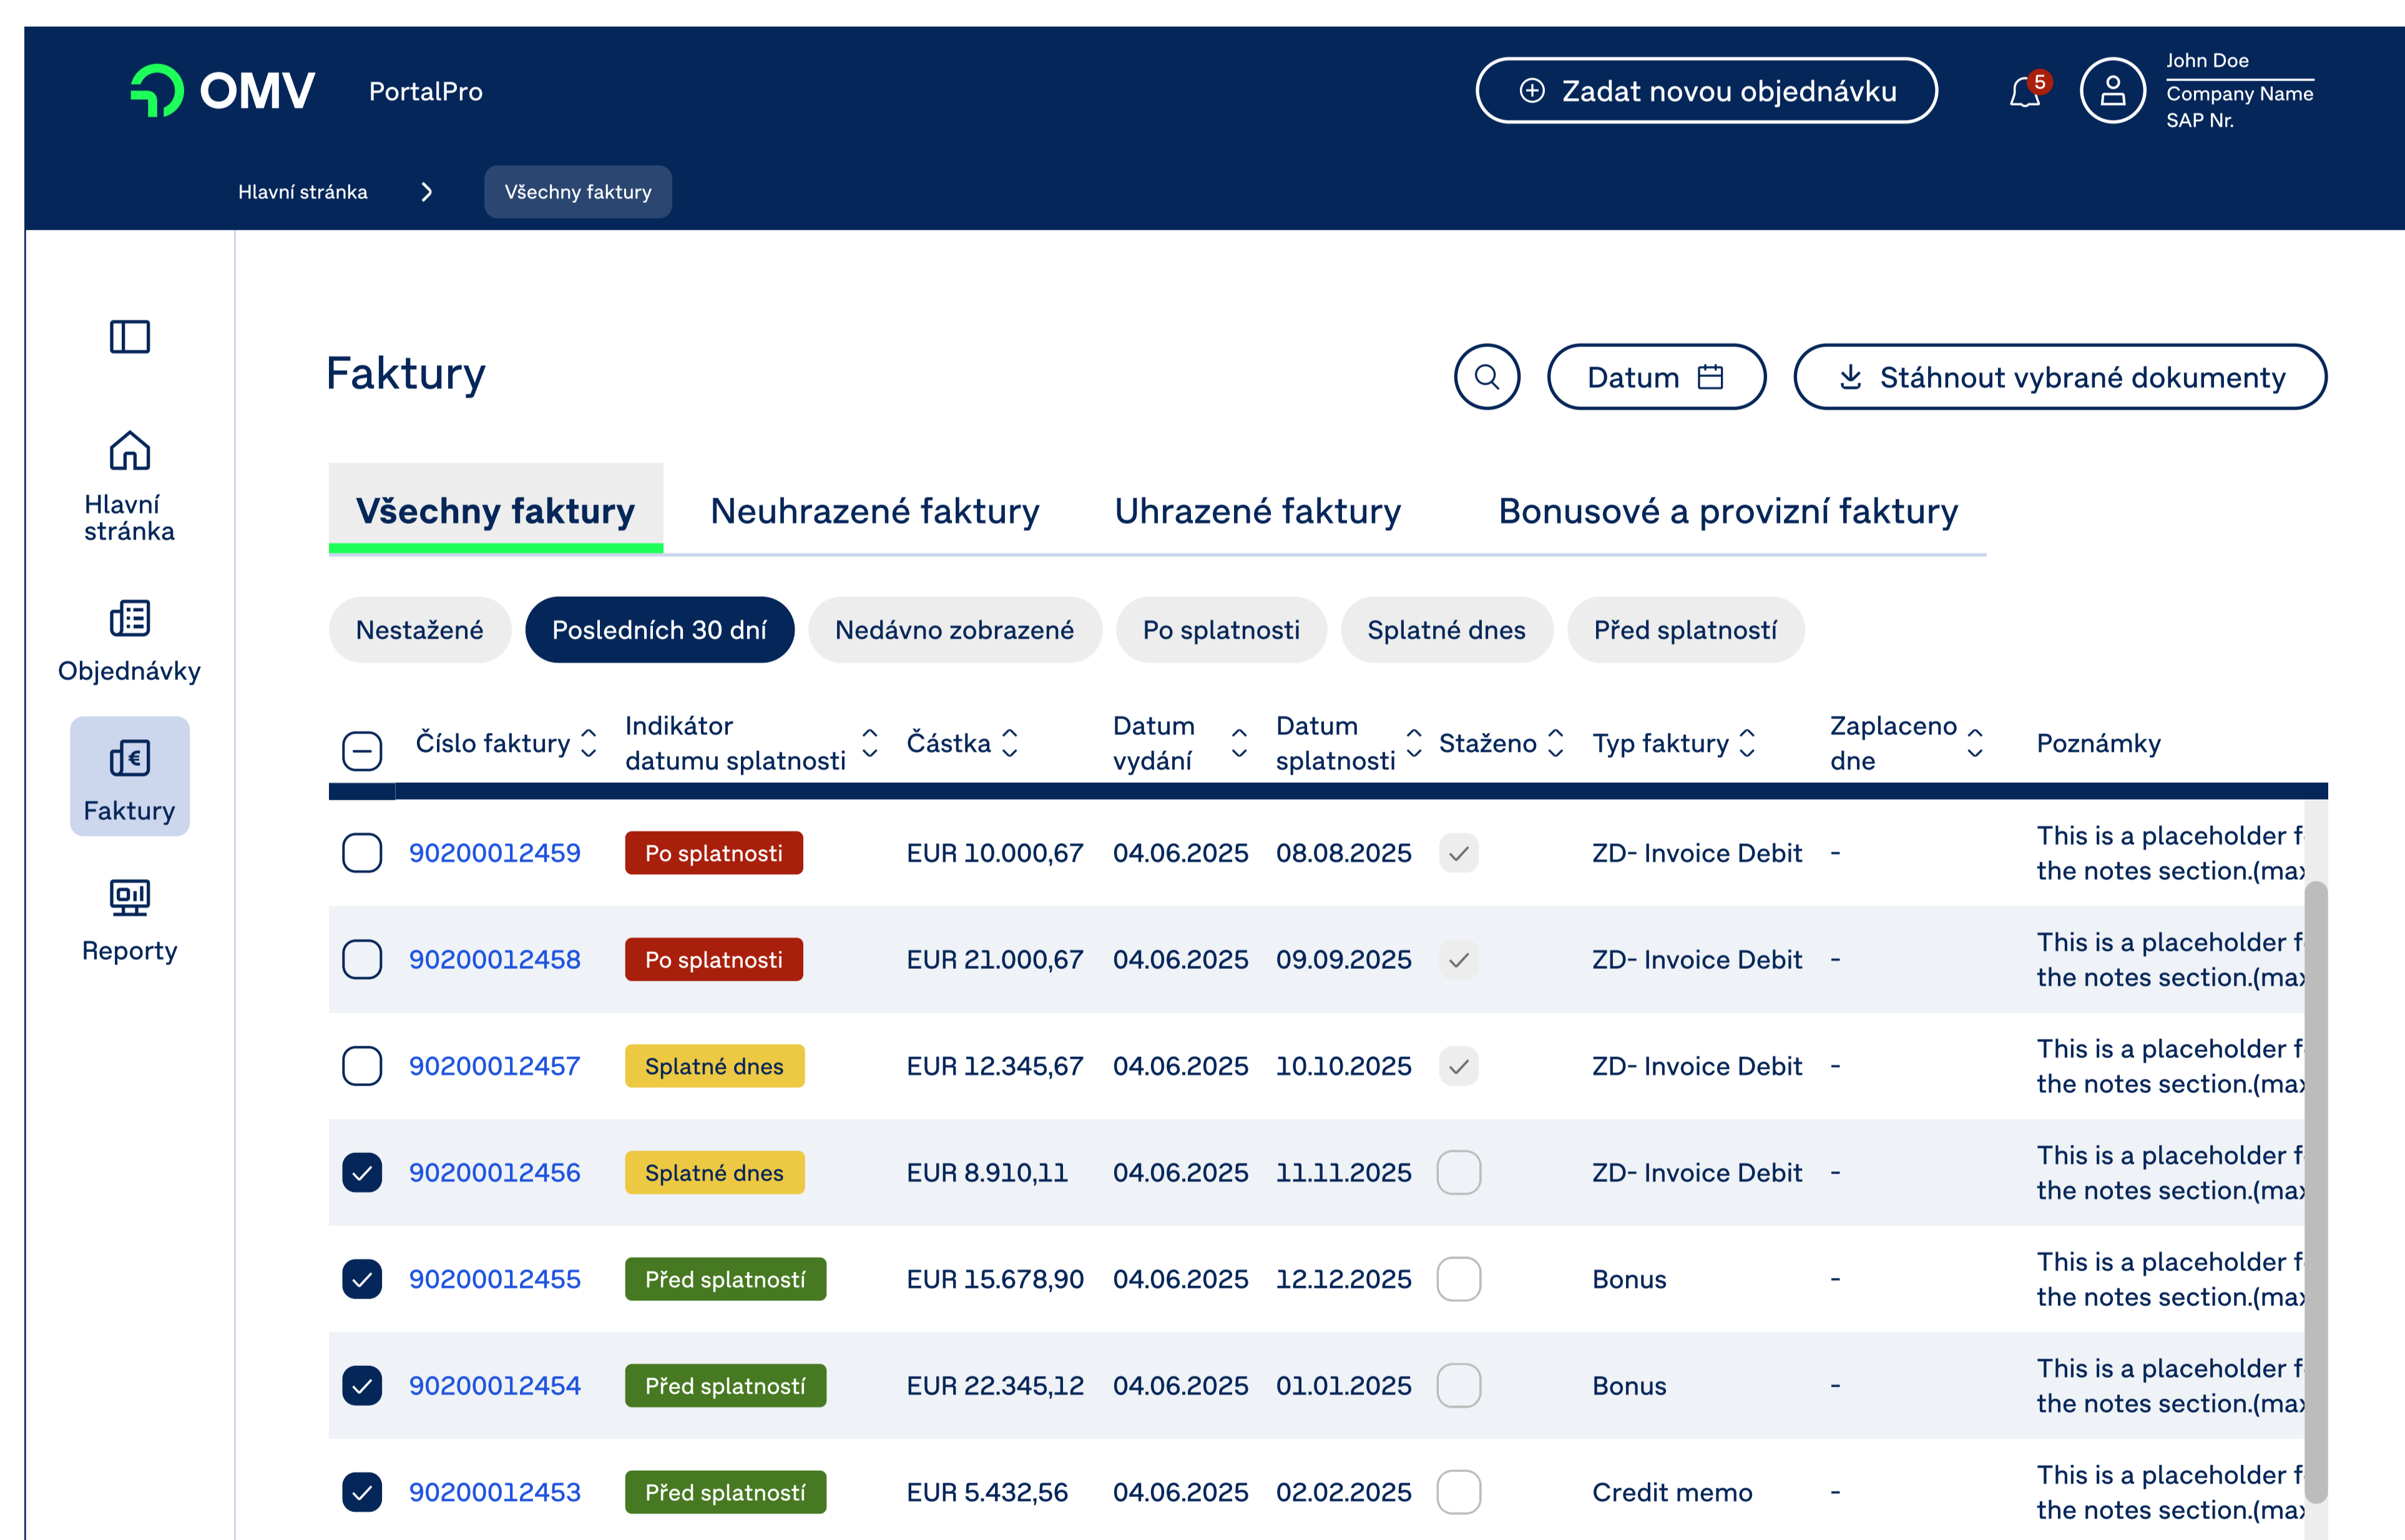 OMV
PortalPro
Zadat novou objednávku
5
John Doe
Company Name
SAP Nr.
Hlavní stránka
Všechny faktury
Hlavní
stránka
Objednávky
€
Faktury
Reporty
Faktury
Datum
Stáhnout vybrané dokumenty
Všechny faktury
Neuhrazené faktury
Uhrazené faktury
Bonusové a provizní faktury
Nestažené
Posledních 30 dní
Nedávno zobrazené
Po splatnosti
Splatné dnes
Před splatností
Číslo faktury
Indikátor
datumu splatnosti
Částka
Datum
vydání
Datum
splatnosti
Staženo
Typ faktury
Zaplaceno
dne
Poznámky
90200012459 Po splatnosti EUR 10.000,67 04.06.2025 08.08.2025 ZD- Invoice Debit -
This is a placeholder f
the notes section.(max
90200012458 Po splatnosti EUR 21.000,67 04.06.2025 09.09.2025 ZD- Invoice Debit -
This is a placeholder f
the notes section.(max
90200012457 Splatné dnes EUR 12.345,67 04.06.2025 10.10.2025 ZD- Invoice Debit -
This is a placeholder f
the notes section.(max
90200012456 Splatné dnes EUR 8.910,11 04.06.2025 11.11.2025 ZD- Invoice Debit -
This is a placeholder f
the notes section.(max
90200012455 Před splatností EUR 15.678,90 04.06.2025 12.12.2025 Bonus -
This is a placeholder f
the notes section.(max
90200012454 Před splatností EUR 22.345,12 04.06.2025 01.01.2025 Bonus -
This is a placeholder f
the notes section.(max
90200012453 Před splatností EUR 5.432,56 04.06.2025 02.02.2025 Credit memo -
This is a placeholder f
the notes section.(max